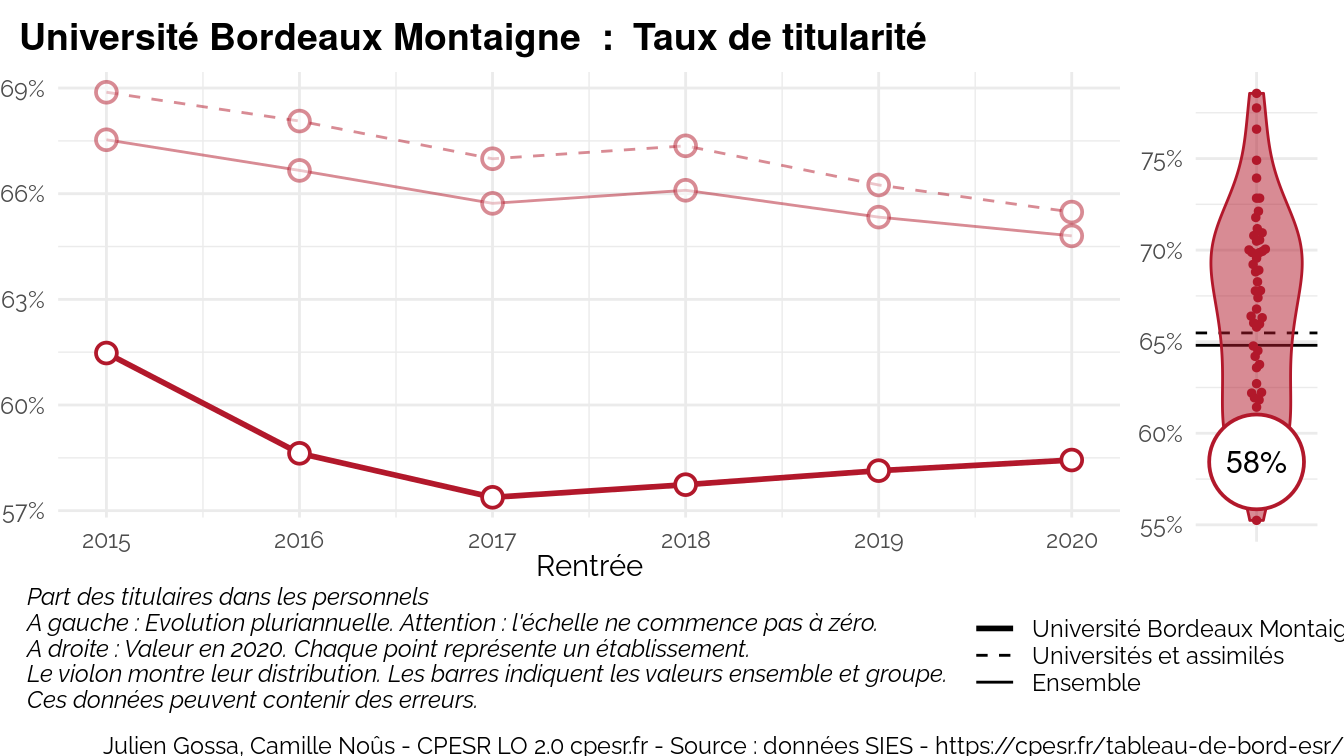 Université Bordeaux Montaigne : Taux de titularité
69%
66%
63%
60%
57%
2015 2016 2017 2018 2019 2020
Rentrée
75%
70%
65%
60%
55%
58%
Part des titulaires dans les personnels
A gauche : Evolution pluriannuelle. Attention : l'échelle ne commence pas à zéro.
A droite : Valeur en 2020. Chaque point représente un établissement.
Le violon montre leur distribution. Les barres indiquent les valeurs ensemble et groupe.
Ces données peuvent contenir des erreurs.
Université Bordeaux Montaig
Universités et assimilés
Ensemble
Julien Gossa, Camille Noûs - CPESR LO 2.0 cpesr.fr - Source : données SIES - https://cpesr.fr/tableau-de-bord-esr/